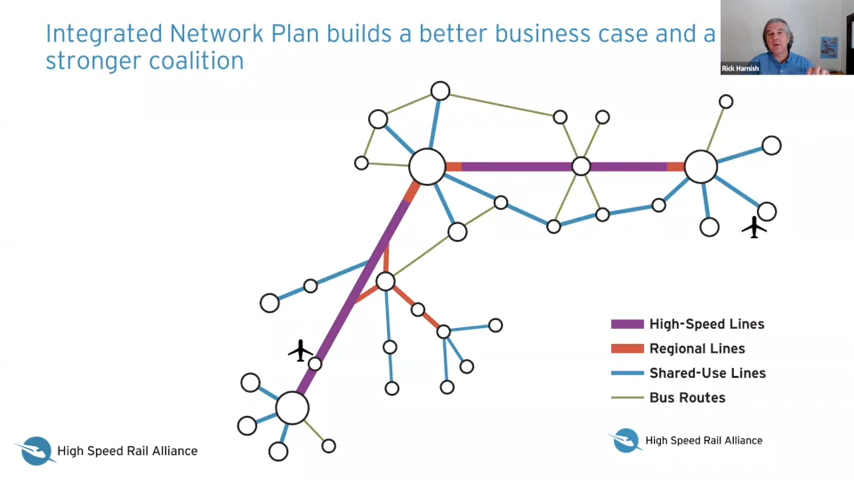 Integrated Network Plan builds a better business case and a
stronger coalition
Rick Harnish
High-Speed Lines
Regional Lines
Shared-Use Lines
Bus Routes
High Speed Rail Alliance
High Speed Rail Alliance